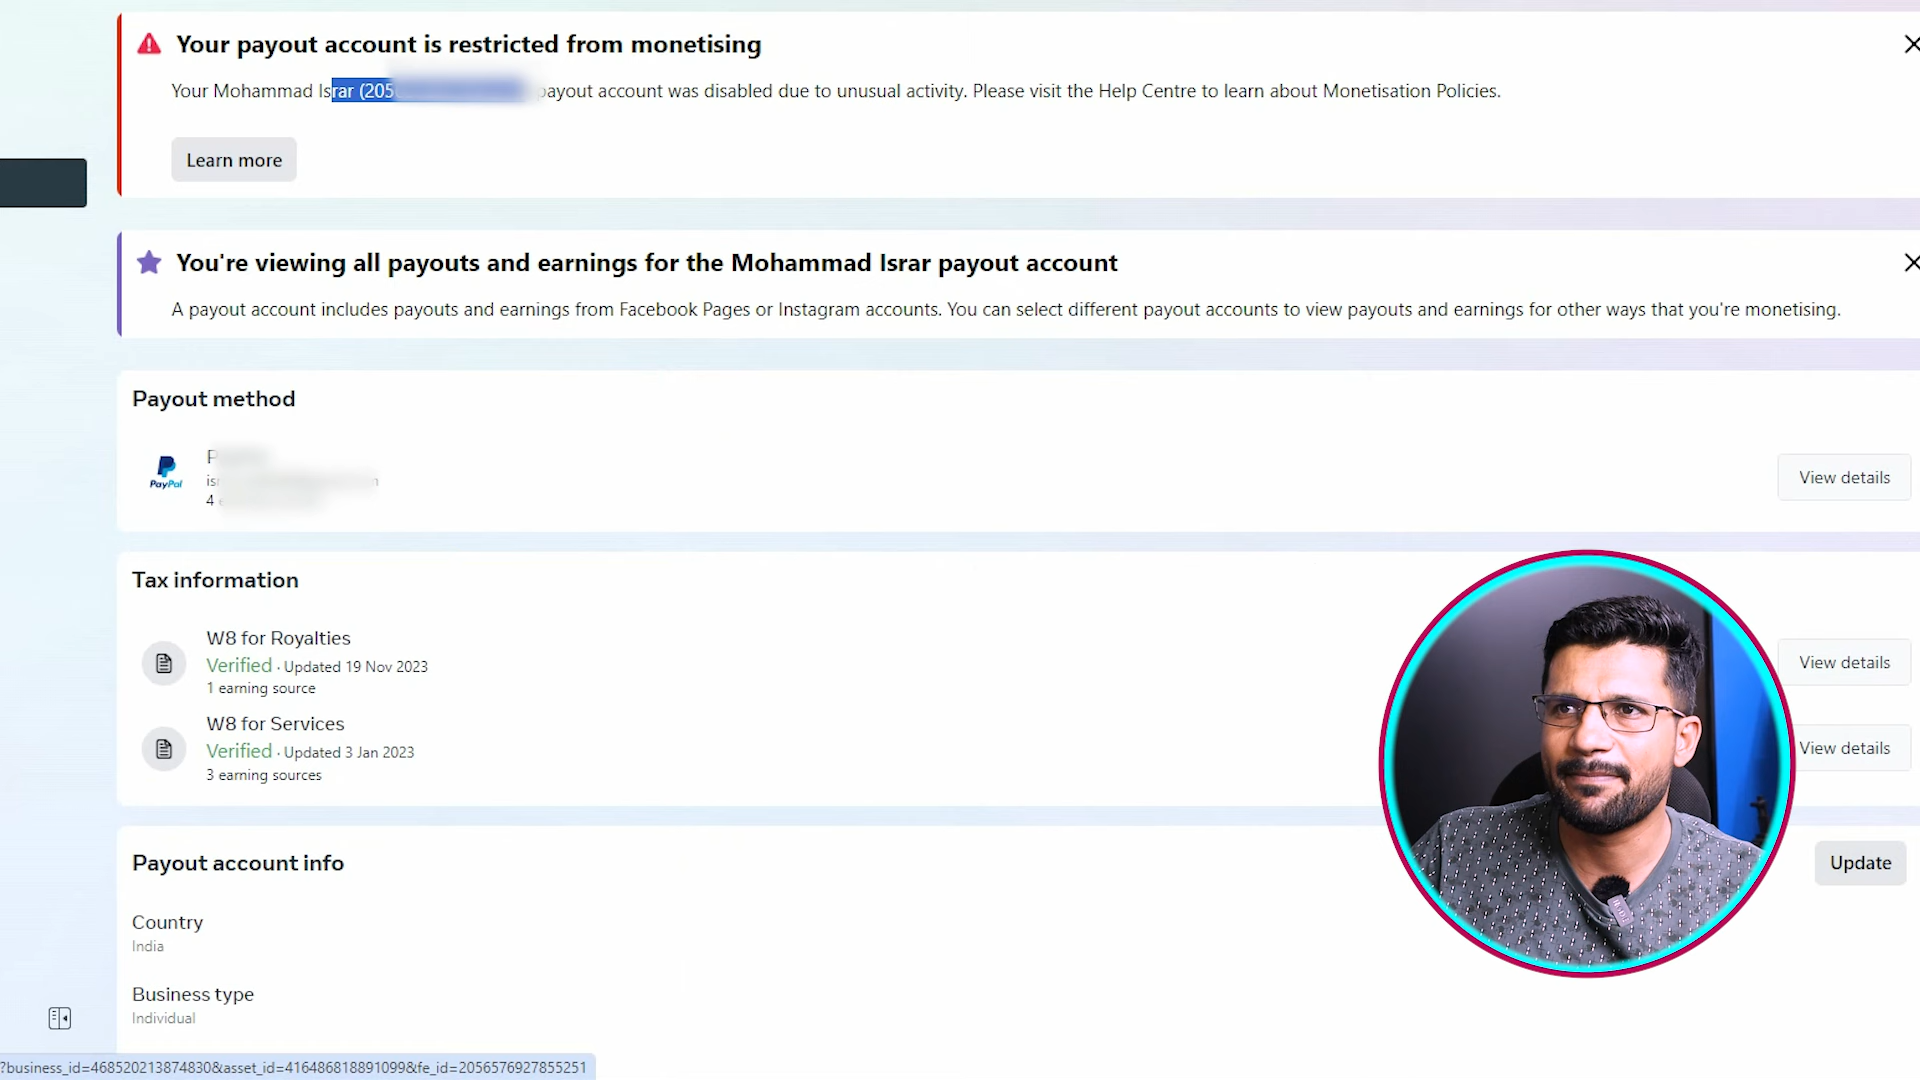 Your payout account is restricted from monetising
Your Mohammad Israr (205 payout account was disabled due to unusual activity. Please visit the Help Centre to learn about Monetisation Policies.
Learn more
You're viewing all payouts and earnings for the Mohammad Israr payout account
A payout account includes payouts and earnings from Facebook Pages or Instagram accounts. You can select different payout accounts to view payouts and earnings for other ways that you're monetising.
Payout method
PayPal
4
View details
Tax information
W8 for Royalties
Verified · Updated 19 Nov 2023
1 earning source
View details
W8 for Services
Verified · Updated 3 Jan 2023
3 earning sources
View details
Payout account info
Update
Country
India
Business type
Individual
?business_id=468520213874830&asset_id=416486818891099&fe_id=2056576927855251